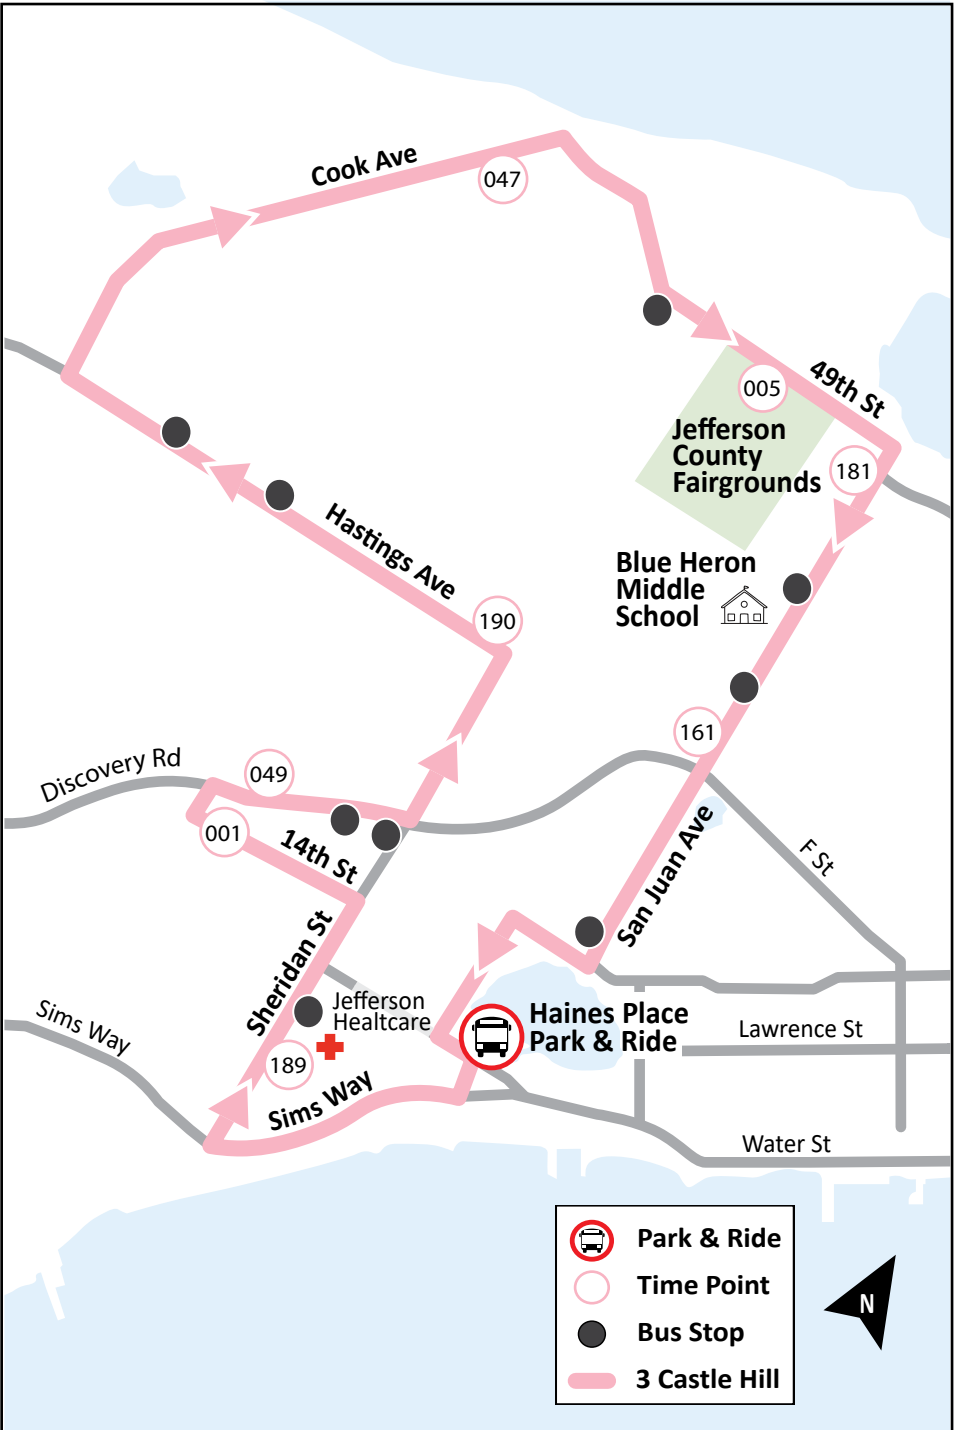 Cook Ave
047
005
49th St
Jefferson
County
Fairgrounds
181
Hastings Ave
Blue Heron
Middle
School
190
161
Discovery Rd
049
001
14th St
San Juan Ave
F St
Sheridan St
Jefferson
Healtcare
Haines Place
Park & Ride
Sims Way
189
Sims Way
Lawrence St
Water St
Park & Ride
Time Point
Bus Stop
3 Castle Hill
N